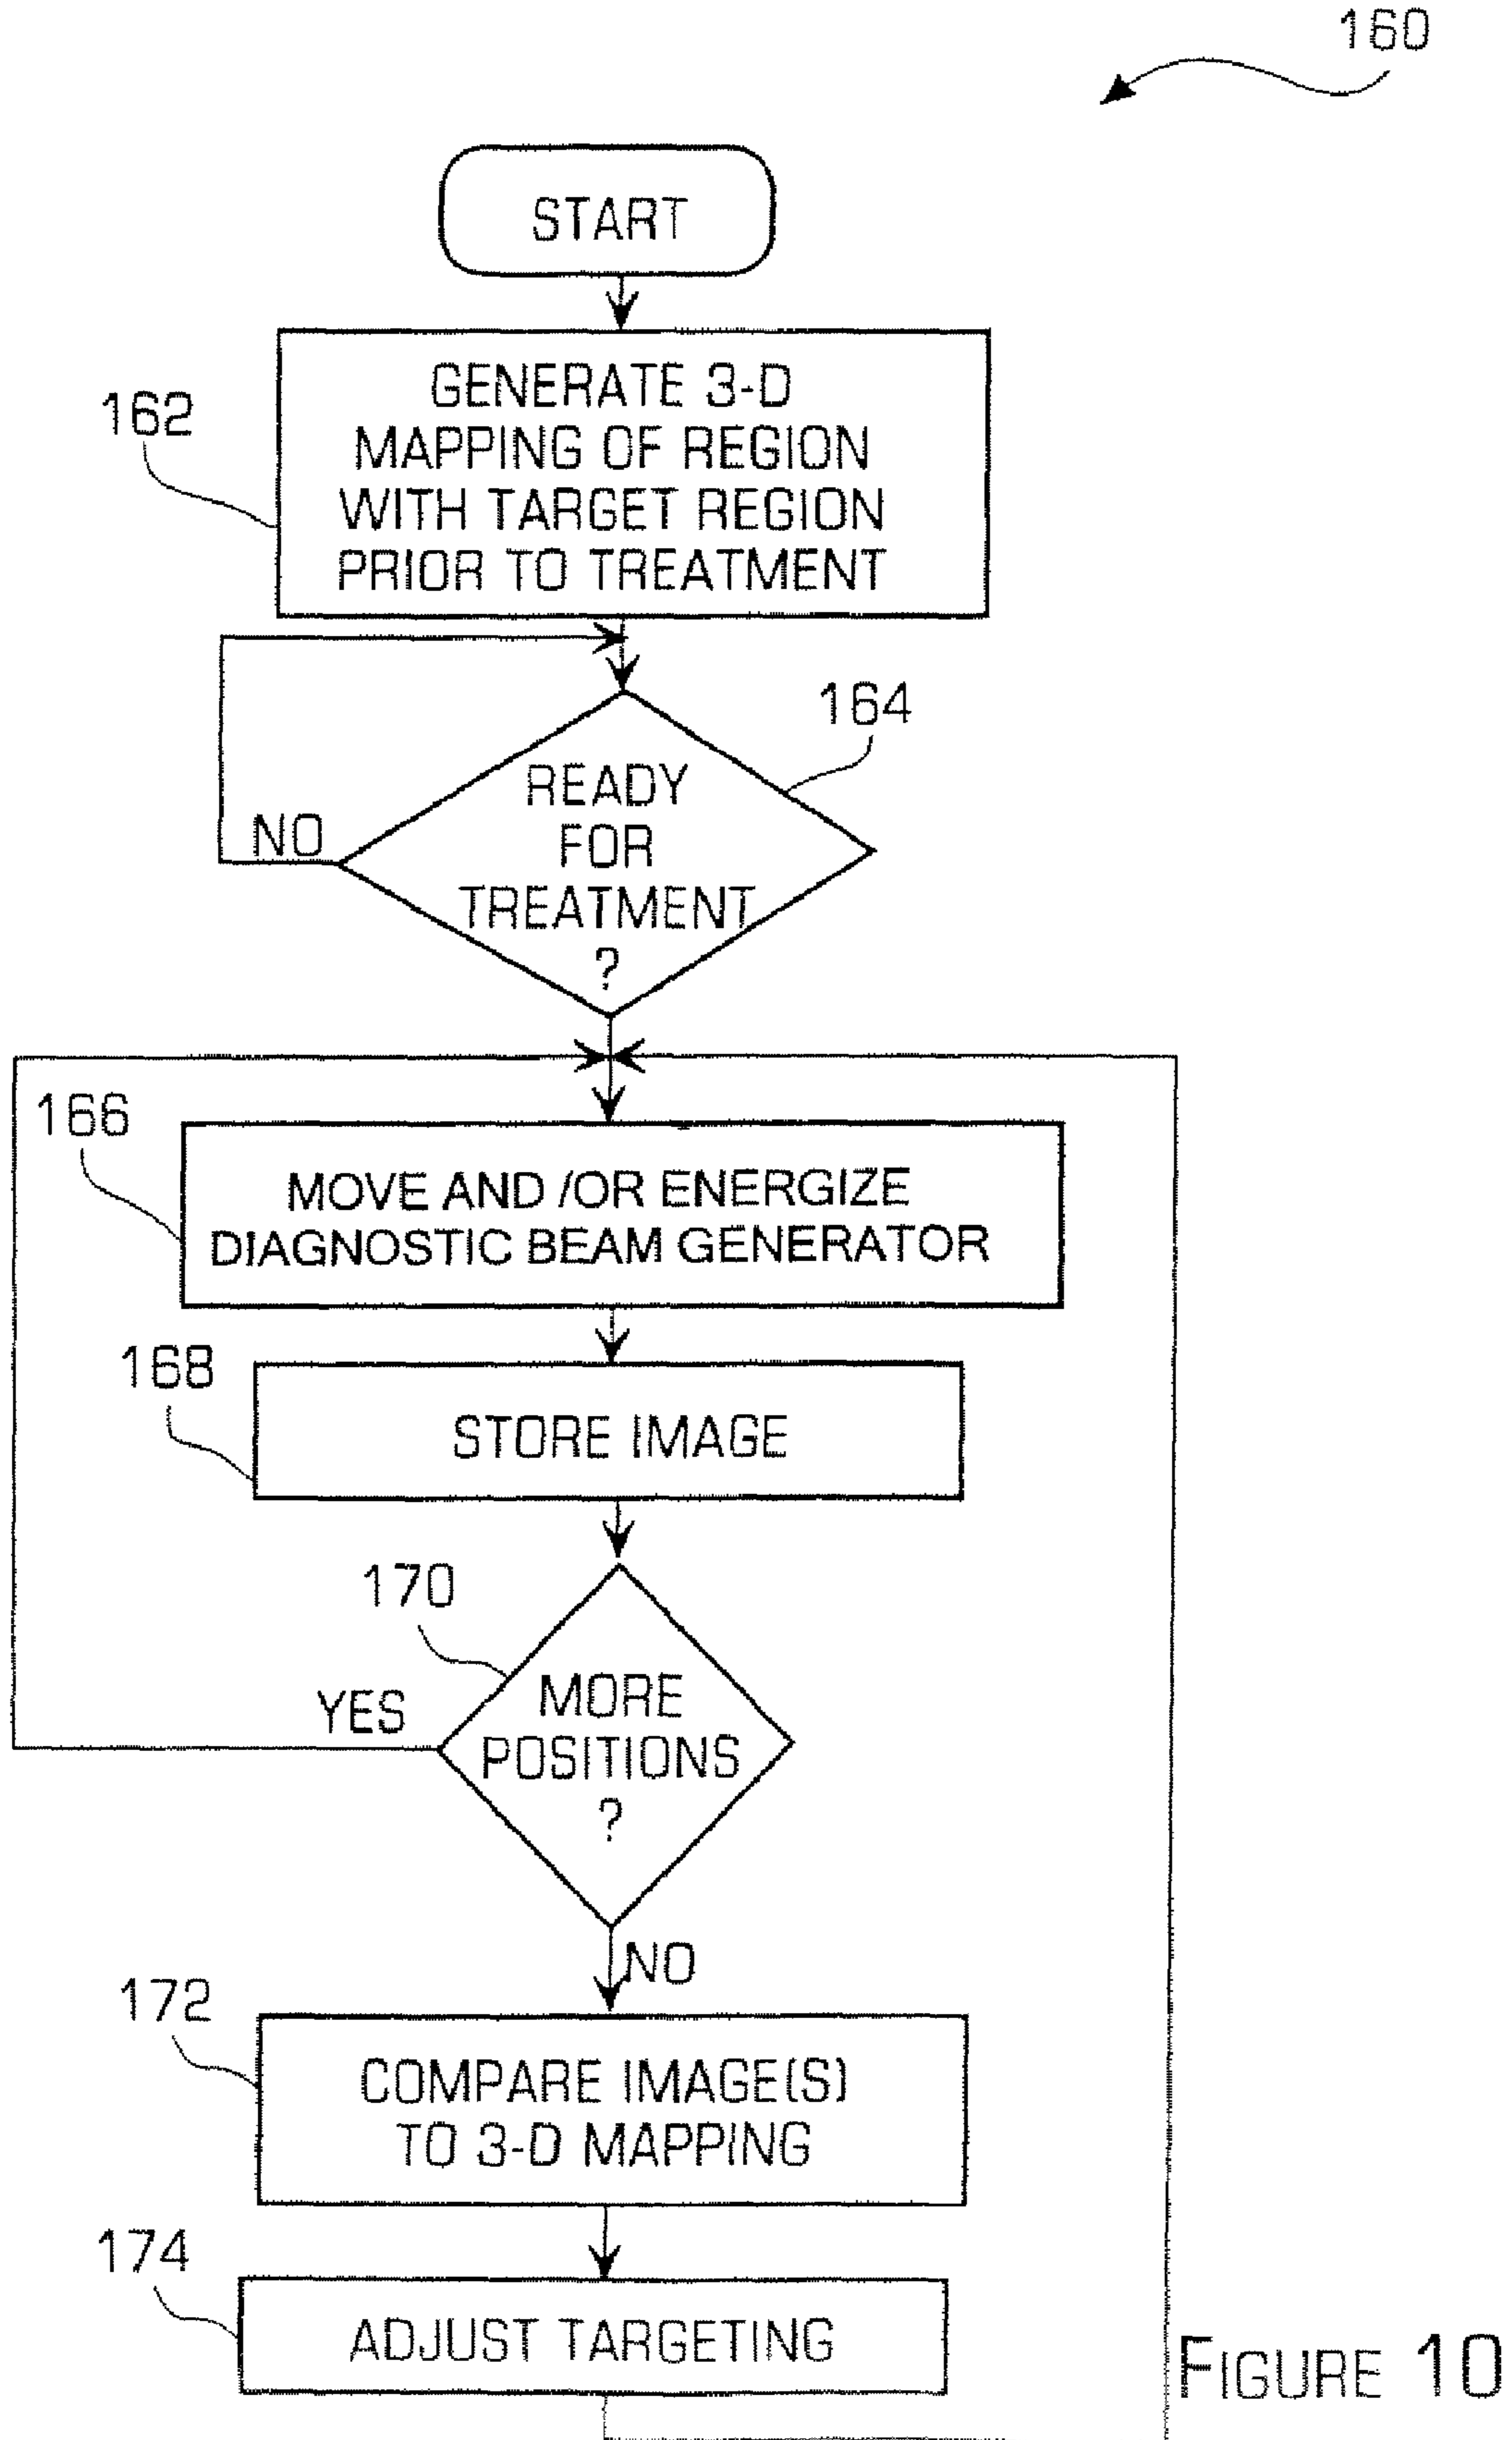 160
START
162
GENERATE 3-D
MAPPING OF REGION
WITH TARGET REGION
PRIOR TO TREATMENT
164
READY
FOR
TREATMENT
?
NO
166
MOVE AND /OR ENERGIZE
DIAGNOSTIC BEAM GENERATOR
168
STORE IMAGE
170
MORE
POSITIONS
?
YES
NO
172
COMPARE IMAGE(S)
TO 3-D MAPPING
174
ADJUST TARGETING
FIGURE 10